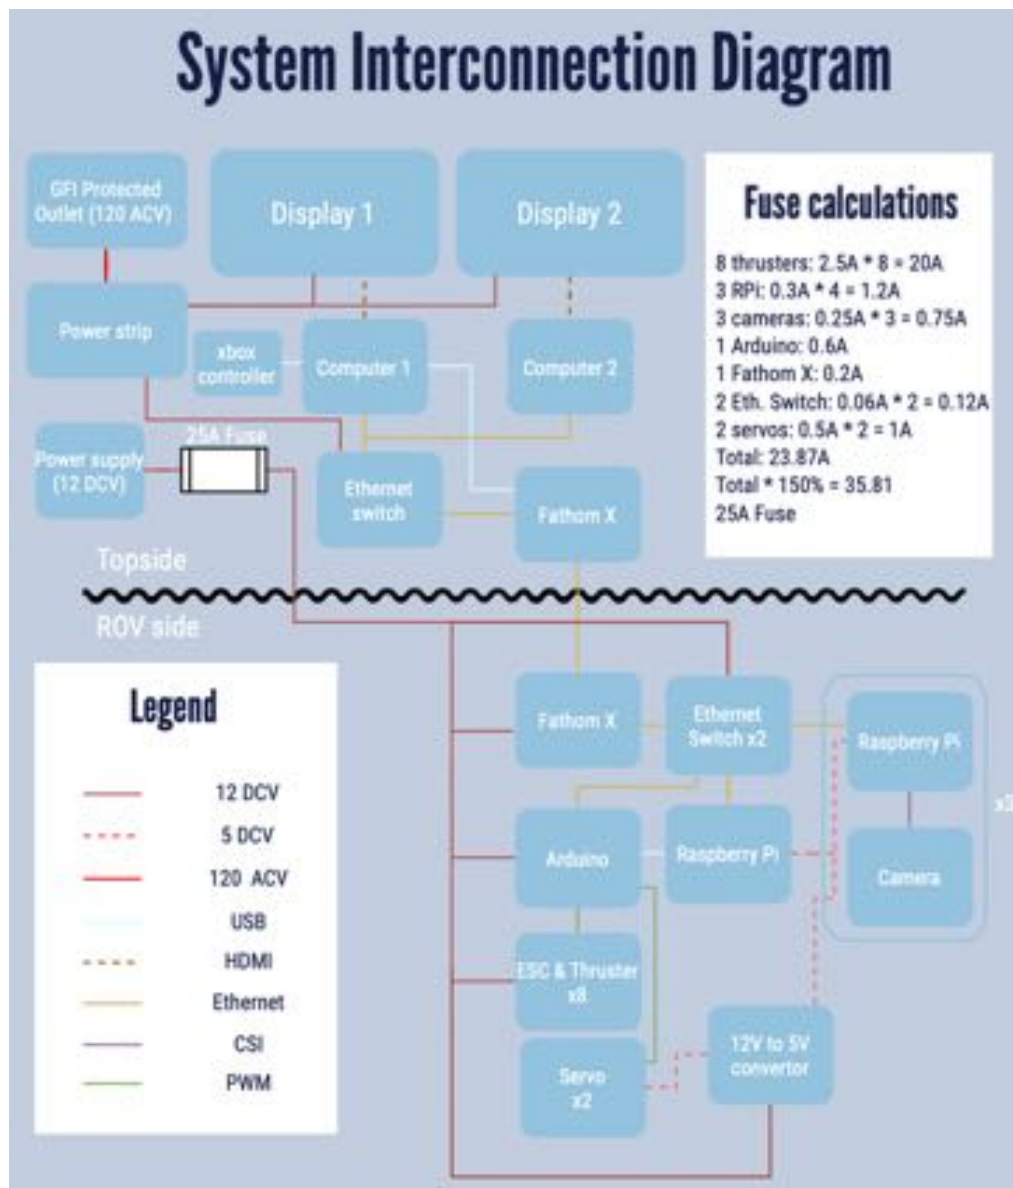 System Interconnection Diagram
GFI Protected
Outlet (120 ACV)
Display 1
Display 2
Power strip
xbox
controller
Computer 1
Computer 2
25A Fuse
Power supply
(12 DCV)
Ethernet
switch
Fathom X
Fuse calculations
8 thrusters: 2.5A * 8 = 20A
3 RPi: 0.3A * 4 = 1.2A
3 cameras: 0.25A * 3 = 0.75A
1 Arduino: 0.6A
1 Fathom X: 0.2A
2 Eth. Switch: 0.06A * 2 = 0.12A
2 servos: 0.5A * 2 = 1A
Total: 23.87A
Total * 150% = 35.81
25A Fuse
Topside
ROV side
Legend
12 DCV
5 DCV
120 ACV
USB
HDMI
Ethernet
CSI
PWM
Fathom X
Ethernet
Switch x2
Raspberry Pi
Arduino
Raspberry Pi
Camera
ESC & Thruster
x8
Servo
x2
12V to 5V
convertor